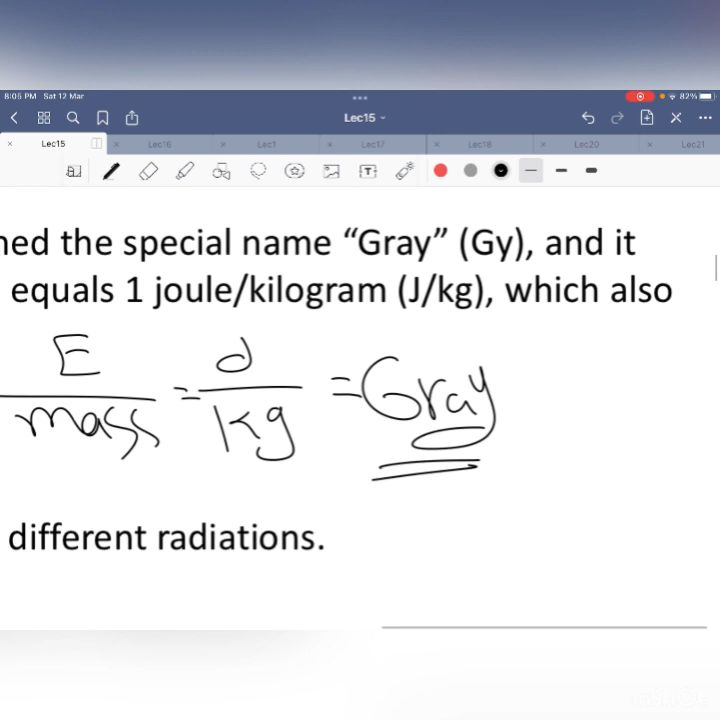 8:05 PM Sat 12 Mar
82%
Lec15
Lec15 Lec16 Lec1 Lec17 Lec18 Lec20 Lec21
ned the special name “Gray” (Gy), and it
equals 1 joule/kilogram (J/kg), which also
E/mass = d/kg = Gray
different radiations.